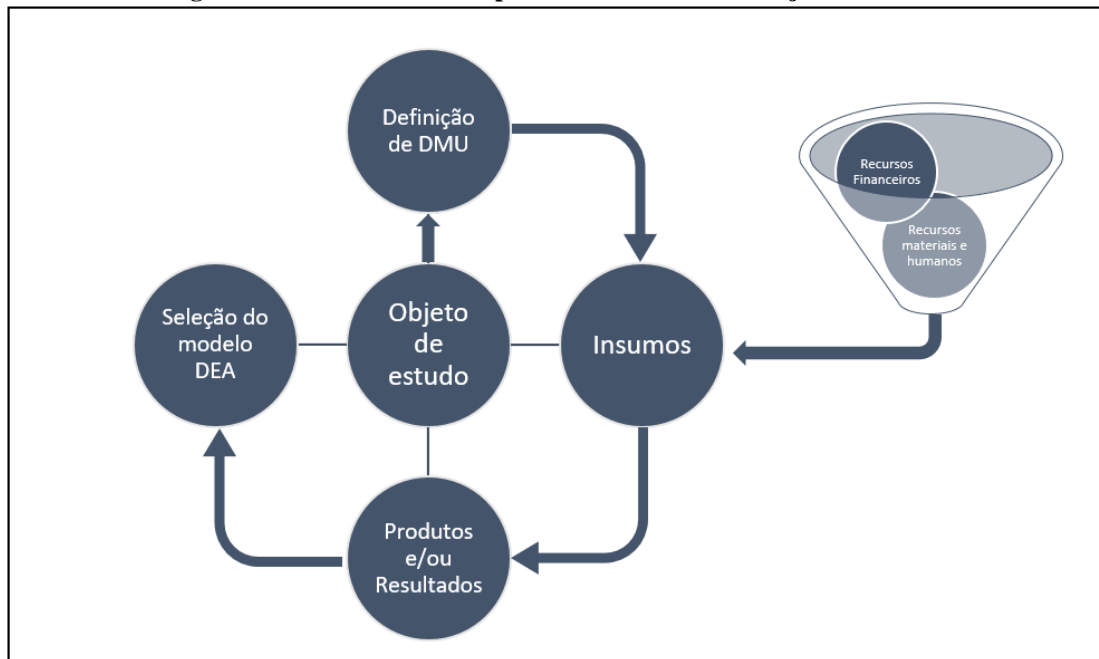 Definição
de DMU
Recursos
Financeiros
Recursos
materiais e
humanos
Seleção do
modelo
DEA
Objeto
de
estudo
Insumos
Produtos
e/ou
Resultados